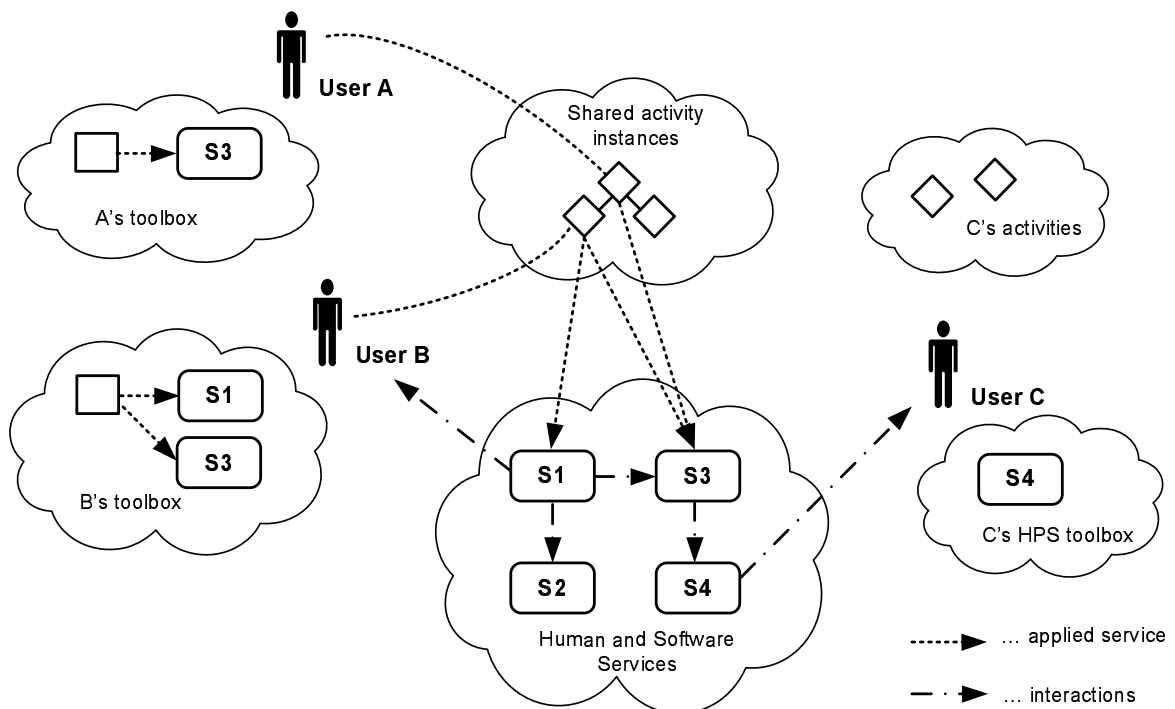 User A
Shared activity
instances
S3
A's toolbox
C's activities
User B
User C
S1
S3
B's toolbox
S1
S3
S4
C's HPS toolbox
S2
S4
Human and Software
Services
... applied service
... interactions